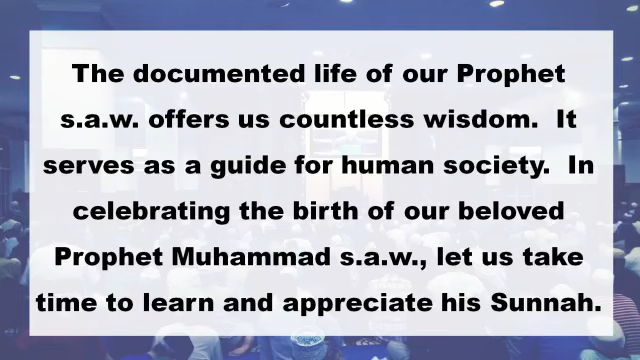 The documented life of our Prophet
s.a.w. offers us countless wisdom.  It
serves as a guide for human society.  In
celebrating the birth of our beloved
Prophet Muhammad s.a.w., let us take
time to learn and appreciate his Sunnah.